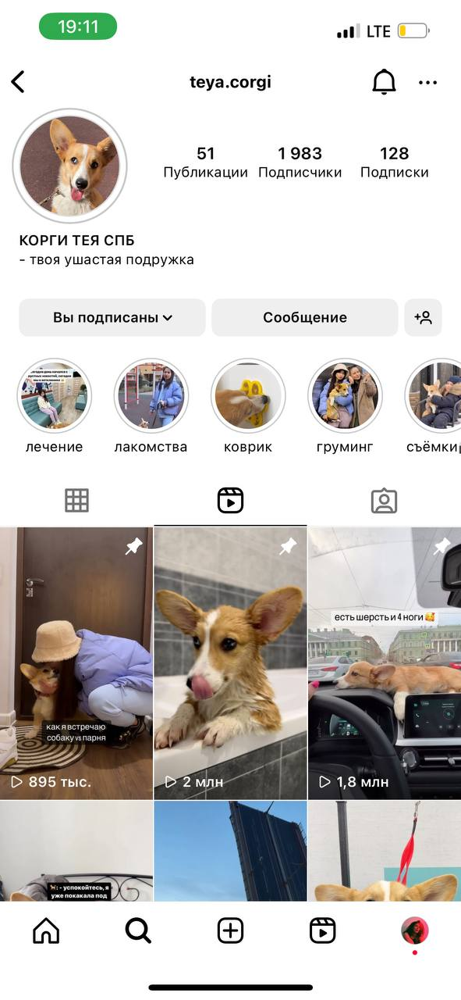 19:11
LTE
teya.corgi
51
1 983
128
Публикации
Подписчики
Подписки
КОРГИ ТЕЯ СПБ
- твоя ушастая подружка
Вы подписаны
Сообщение
лечение
лакомства
коврик
груминг
съёмки
есть шерсть и 4 ноги 🥰
как я встречаю
собаку vs парня
895 тыс.
2 млн
1,8 млн
- успокойтесь, я
уже покакала под